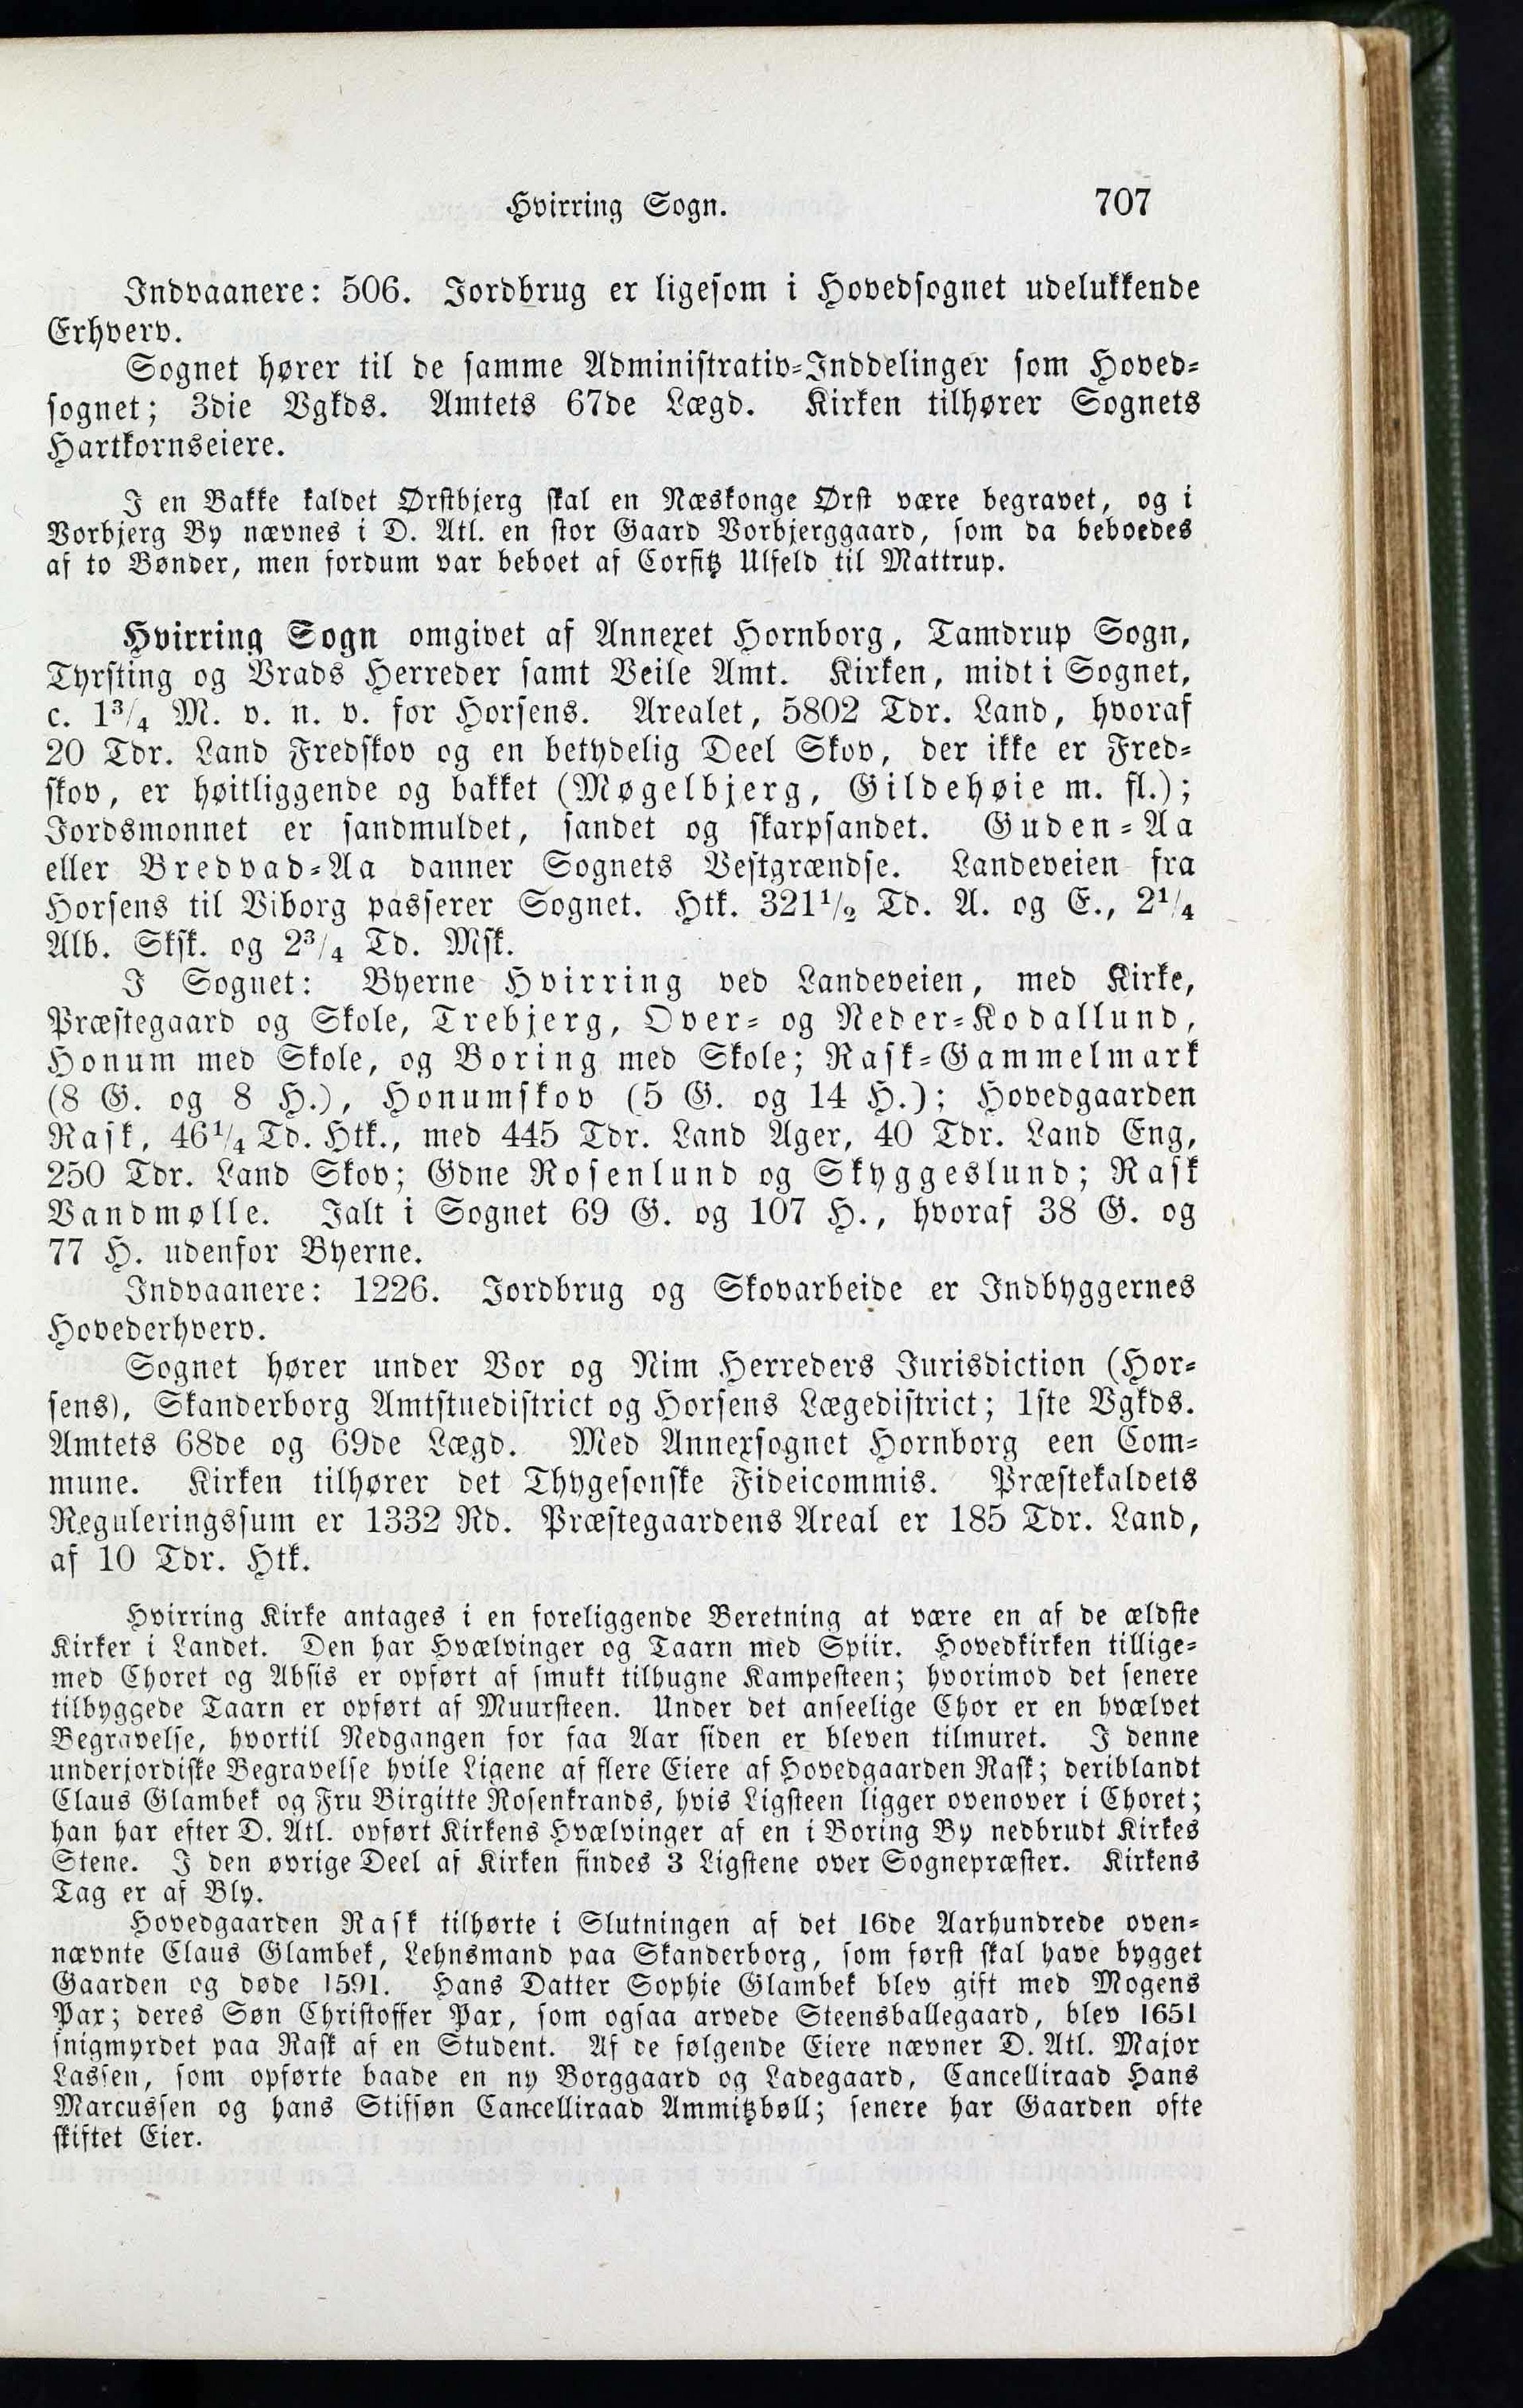 Hvirring Sogn. 707
Indvaanere: 506. Jordbrug er ligesom i Hovedsognet udelukkende
Erhverv.
Sognet hører til de samme Administrativ-Inddelinger som Hoved-
sognet; 3die Vgkds. Amtets 67de Lægd. Kirken tilhører Sognets
Hartkornseiere.
I en Bakke kaldet Ørstbjerg skal en Næskonge Ørst være begravet, og i
Vorbjerg By nævnes i D. Atl. en stor Gaard Vorbjerggaard, som da beboedes
af to Bønder, men fordum var beboet af Corfitz Ulfeld til Mattrup.
Hvirring Sogn omgivet af Annexet Hornborg, Tamdrup Sogn,
Tyrsting og Vrads Herreder samt Veile Amt. Kirken, midt i Sognet,
c. 1 3/4 M. v. n. v. for Horsens. Arealet, 5802 Tdr. Land, hvoraf
20 Tdr. Land Fredskov og en betydelig Deel Skov, der ikke er Fred-
skov, er høitliggende og bakket (Møgelbjerg, Gildehøie m. fl.);
Jordsmonnet er sandmuldet, sandet og skarpsandet. Guden-Aa
eller Bredvad-Aa danner Sognets Vestgrændse. Landeveien fra
Horsens til Viborg passerer Sognet. Htk. 321 1/2 Td. A. og E., 2 1/4
Alb. Sksk. og 2 3/4 Td. Msk.
I Sognet: Byerne Hvirring ved Landeveien, med Kirke,
Præstegaard og Skole, Trebjerg, Over- og Neder-Kodallund,
Honum med Skole, og Boring med Skole; Rask-Gammelmark
(8 G. og 8 H.), Honumskov (5 G. og 14 H.); Hovedgaarden
Rask, 46 1/4 Td. Htk., med 445 Tdr. Land Ager, 40 Tdr. Land Eng,
250 Tdr. Land Skov; Gdne Rosenlund og Skyggeslund; Rask
Vandmølle. Ialt i Sognet 69 G. og 107 H., hvoraf 38 G. og
77 H. udenfor Byerne.
Indvaanere: 1226. Jordbrug og Skovarbeide er Indbyggernes
Hovederhverv.
Sognet hører under Vor og Nim Herreders Jurisdiction (Hor-
sens), Skanderborg Amtstuedistrict og Horsens Lægedistrict; 1ste Vgkds.
Amtets 68de og 69de Lægd. Med Annexsognet Hornborg een Com-
mune. Kirken tilhører det Thygesonske Fideicommis. Præstekaldets
Reguleringssum er 1332 Rd. Præstegaardens Areal er 185 Tdr. Land,
af 10 Tdr. Htk.
Hvirring Kirke antages i en foreliggende Beretning at være en af de ældste
Kirker i Landet. Den har Hvælvinger og Taarn med Spiir. Hovedkirken tillige-
med Choret og Absis er opført af smukt tilhugne Kampesteen; hvorimod det senere
tilbyggede Taarn er opført af Muursteen. Under det anseelige Chor er en hvælvet
Begravelse, hvortil Nedgangen for faa Aar siden er bleven tilmuret. I denne
underjordiske Begravelse hvile Ligene af flere Eiere af Hovedgaarden Rask; deriblandt
Claus Glambek og Fru Birgitte Rosenkrands, hvis Ligsteen ligger ovenover i Choret;
han har efter D. Atl. opført Kirkens Hvælvinger af en i Boring By nedbrudt Kirkes
Stene. I den øvrige Deel af Kirken findes 3 Ligstene over Sognepræster. Kirkens
Tag er af Bly.
Hovedgaarden Rask tilhørte i Slutningen af det 16de Aarhundrede oven-
nævnte Claus Glambek, Lehnsmand paa Skanderborg, som først skal have bygget
Gaarden og døde 1591. Hans Datter Sophie Glambek blev gift med Mogens
Pax; deres Søn Christoffer Pax, som ogsaa arvede Steensballegaard, blev 1651
snigmyrdet paa Rask af en Student. Af de følgende Eiere nævner D. Atl. Major
Lassen, som opførte baade en ny Borggaard og Ladegaard, Cancelliraad Hans
Marcussen og hans Stifsøn Cancelliraad Ammitzbøll; senere har Gaarden ofte
skiftet Eier.